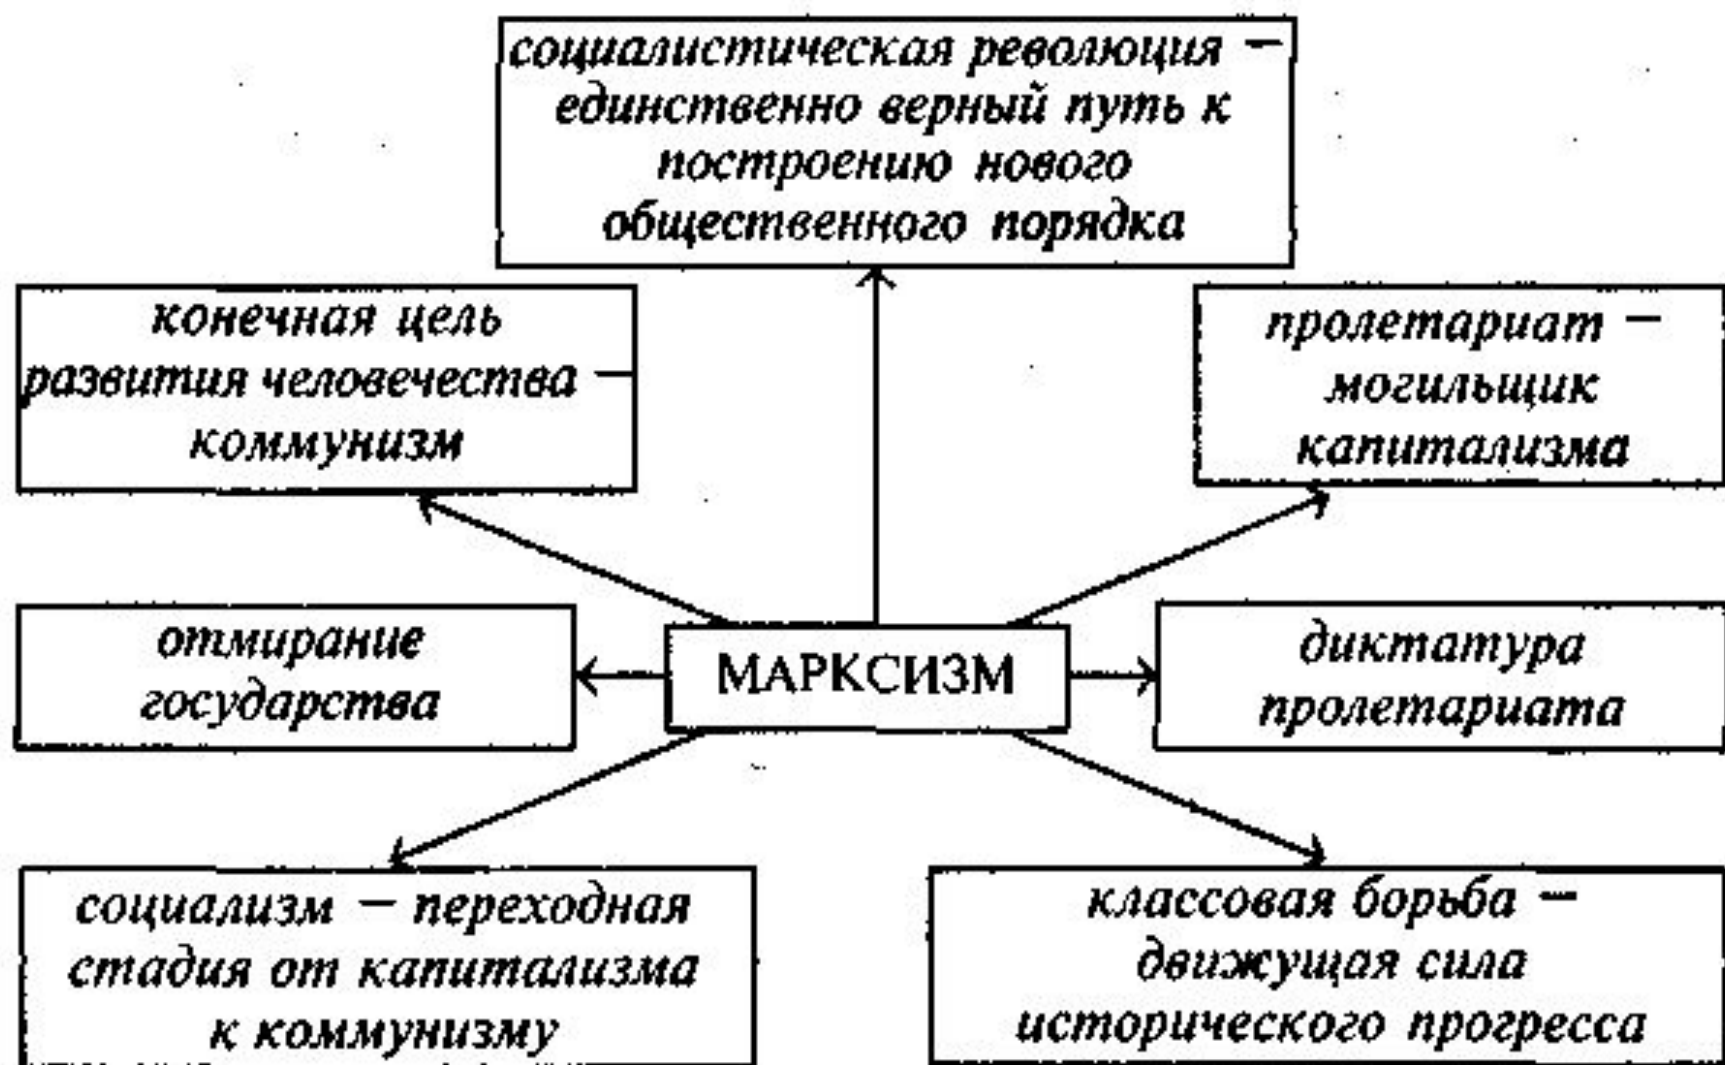 социалистическая революция —
единственно верный путь к
построению нового
общественного порядка
конечная цель
развития человечества —
коммунизм
пролетариат —
могильщик
капитализма
отмирание
государства
МАРКСИЗМ
диктатура
пролетариата
социализм — переходная
стадия от капитализма
к коммунизму
классовая борьба —
движущая сила
исторического прогресса